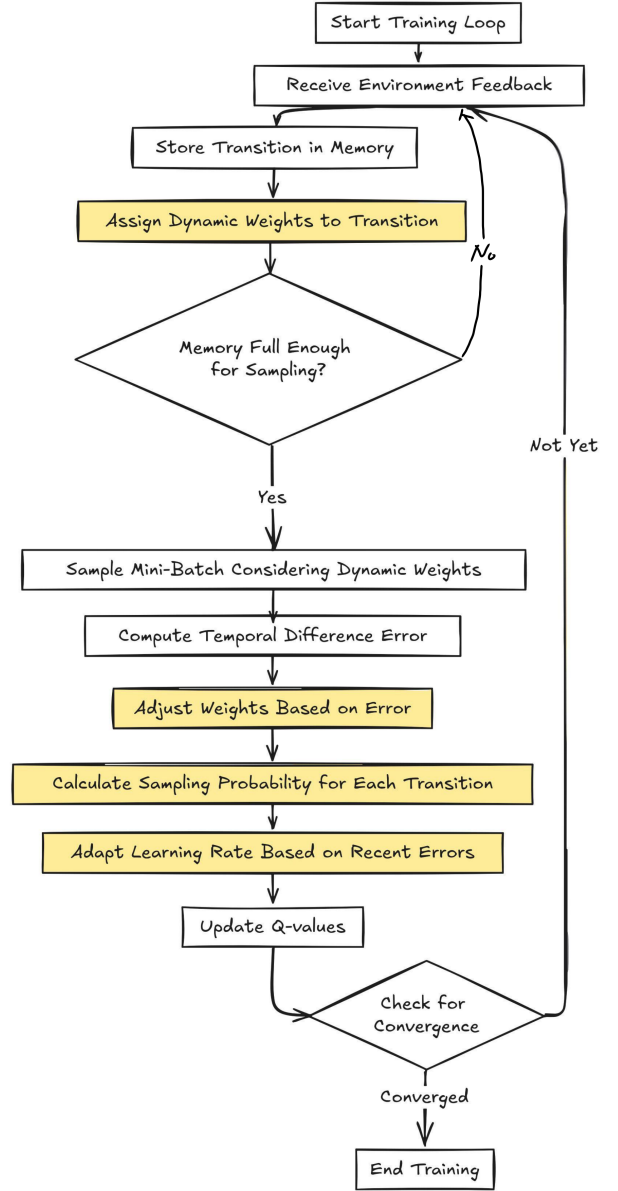 Start Training Loop
Receive Environment Feedback
Store Transition in Memory
Assign Dynamic Weights to Transition
No
Memory Full Enough
for Sampling?
Not Yet
Yes
Sample Mini-Batch Considering Dynamic Weights
Compute Temporal Difference Error
Adjust Weights Based on Error
Calculate Sampling Probability for Each Transition
Adapt Learning Rate Based on Recent Errors
Update Q-values
Check for
Convergence
Converged
End Training